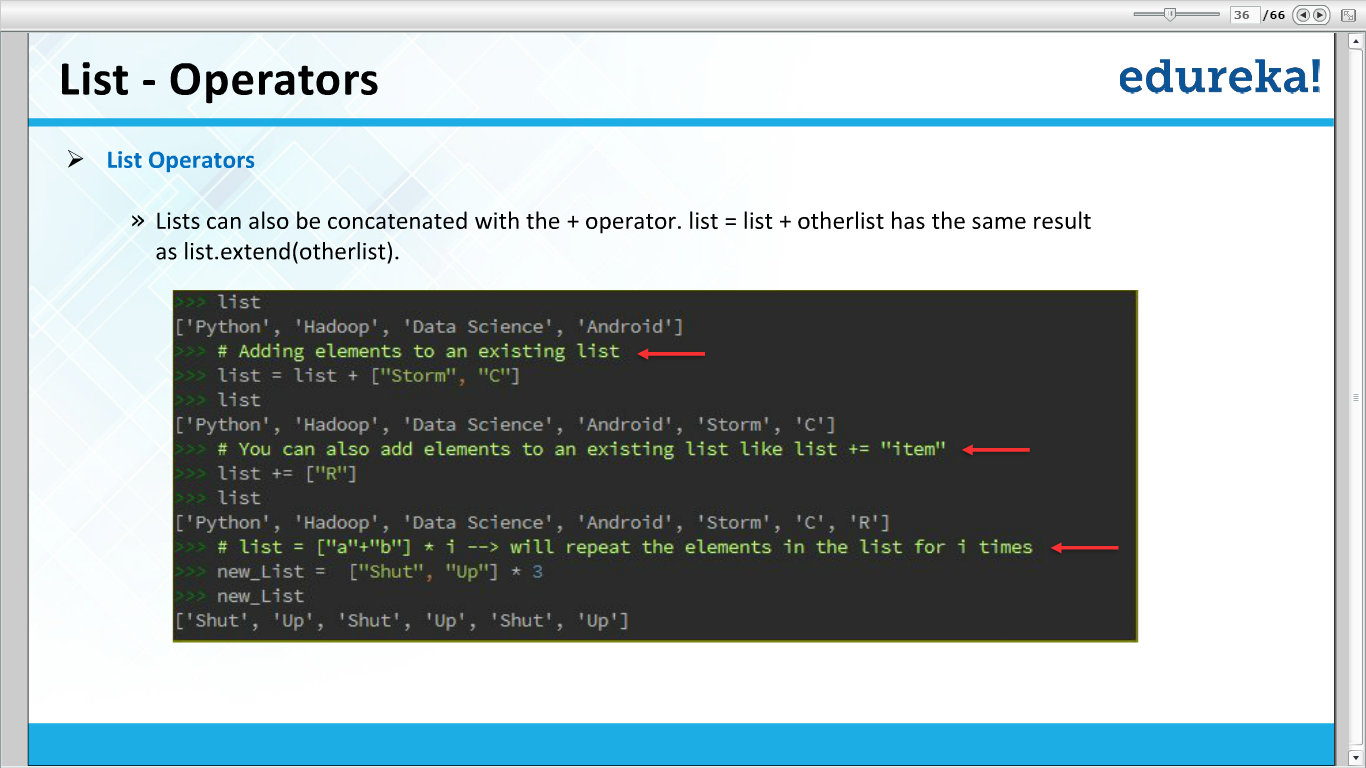 36 /66
List - Operators
edureka!
List Operators
» Lists can also be concatenated with the + operator. list = list + otherlist has the same result
as list.extend(otherlist).
>>> list
['Python', 'Hadoop', 'Data Science', 'Android']
>>> # Adding elements to an existing list
>>> list = list + ["Storm", "C"]
>>> list
['Python', 'Hadoop', 'Data Science', 'Android', 'Storm', 'C']
>>> # You can also add elements to an existing list like list += "item"
>>> list += ["R"]
>>> list
['Python', 'Hadoop', 'Data Science', 'Android', 'Storm', 'C', 'R']
>>> # list = ["a"+"b"] * i --> will repeat the elements in the list for i times
>>> new_List =  ["Shut", "Up"] * 3
>>> new_List
['Shut', 'Up', 'Shut', 'Up', 'Shut', 'Up']